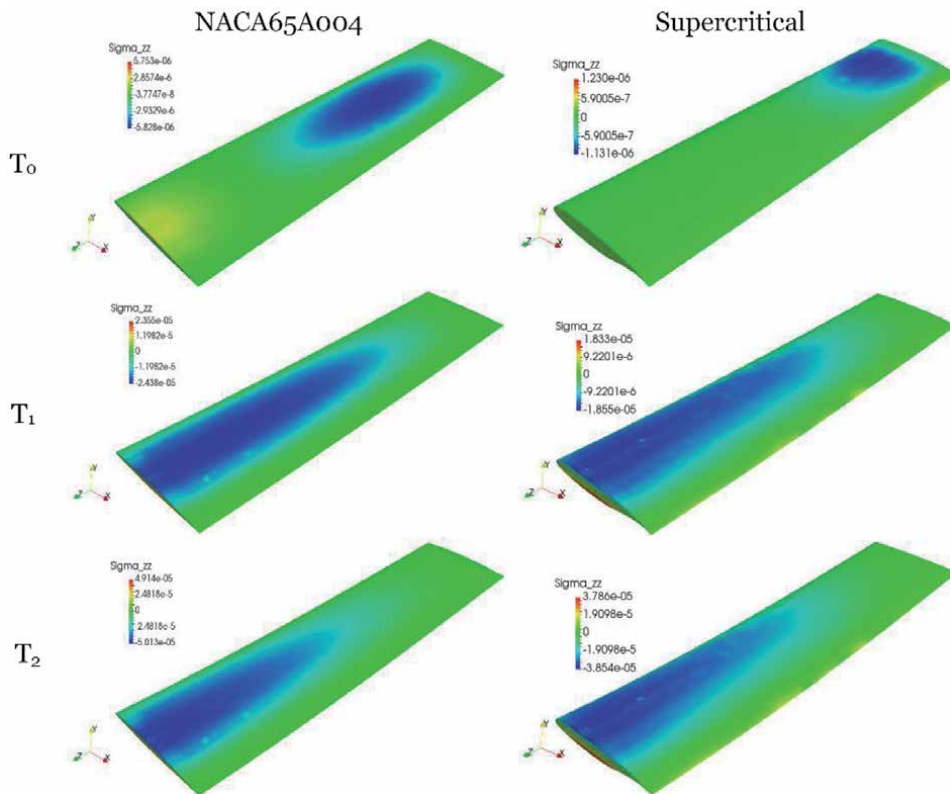 NACA65A004
Supercritical
T0
Sigma_zz
5.753e-06
2.8574e-6
-3.7747e-8
-2.9329e-6
-5.828e-06
Y
Z
X
Sigma_zz
1.230e-06
5.9005e-7
0
-5.9005e-7
-1.131e-06
Y
Z
X
T1
Sigma_zz
2.355e-05
1.1982e-5
0
-1.1982e-5
-2.438e-05
Y
Z
X
Sigma_zz
1.833e-05
9.2201e-6
0
-9.2201e-6
-1.855e-05
Y
Z
X
T2
Sigma_zz
4.914e-05
2.4818e-5
0
-2.4818e-5
-5.013e-05
Y
Z
X
Sigma_zz
3.786e-05
1.9098e-5
0
-1.9098e-5
-3.854e-05
Y
Z
X